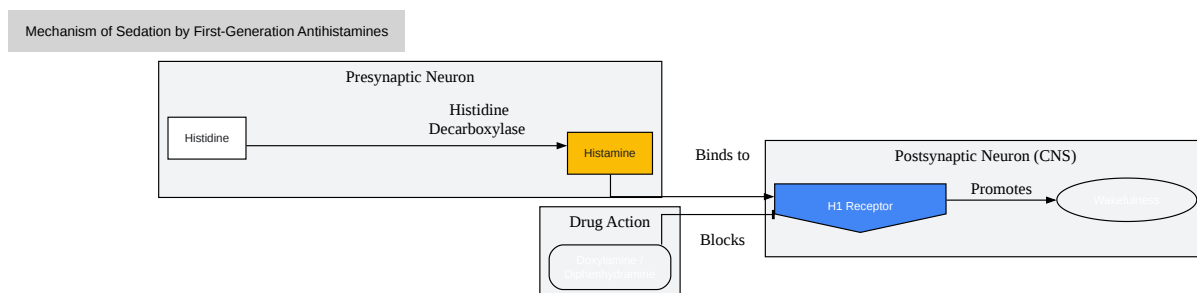 Mechanism of Sedation by First-Generation Antihistamines
Presynaptic Neuron
Histidine
Histidine
Decarboxylase
Histamine
Binds to
Postsynaptic Neuron (CNS)
H1 Receptor
Promotes
Wakefulness
Drug Action
Doxylamine /
Diphenhydramine
Blocks